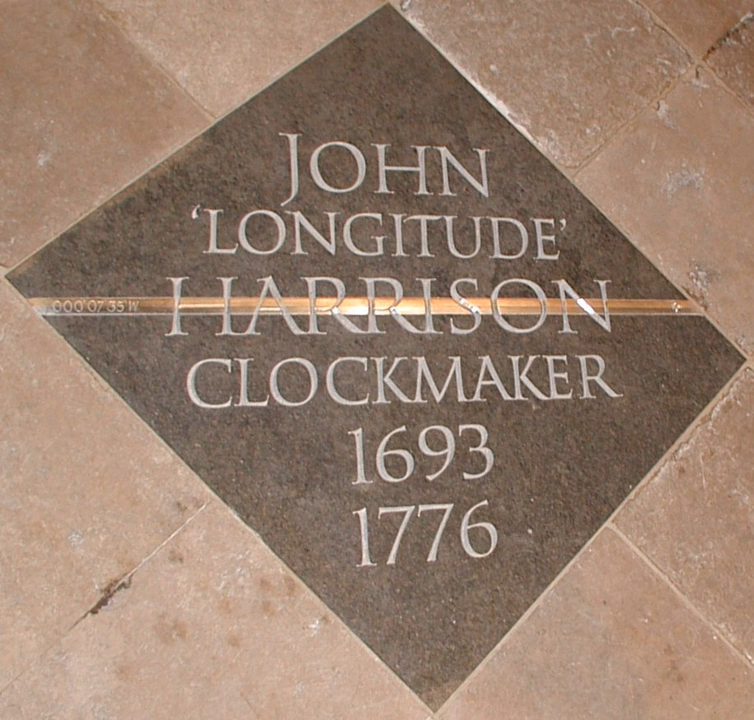 JOHN
'LONGITUDE'
000°07'35"W
HARRISON
CLOCKMAKER
1693
1776